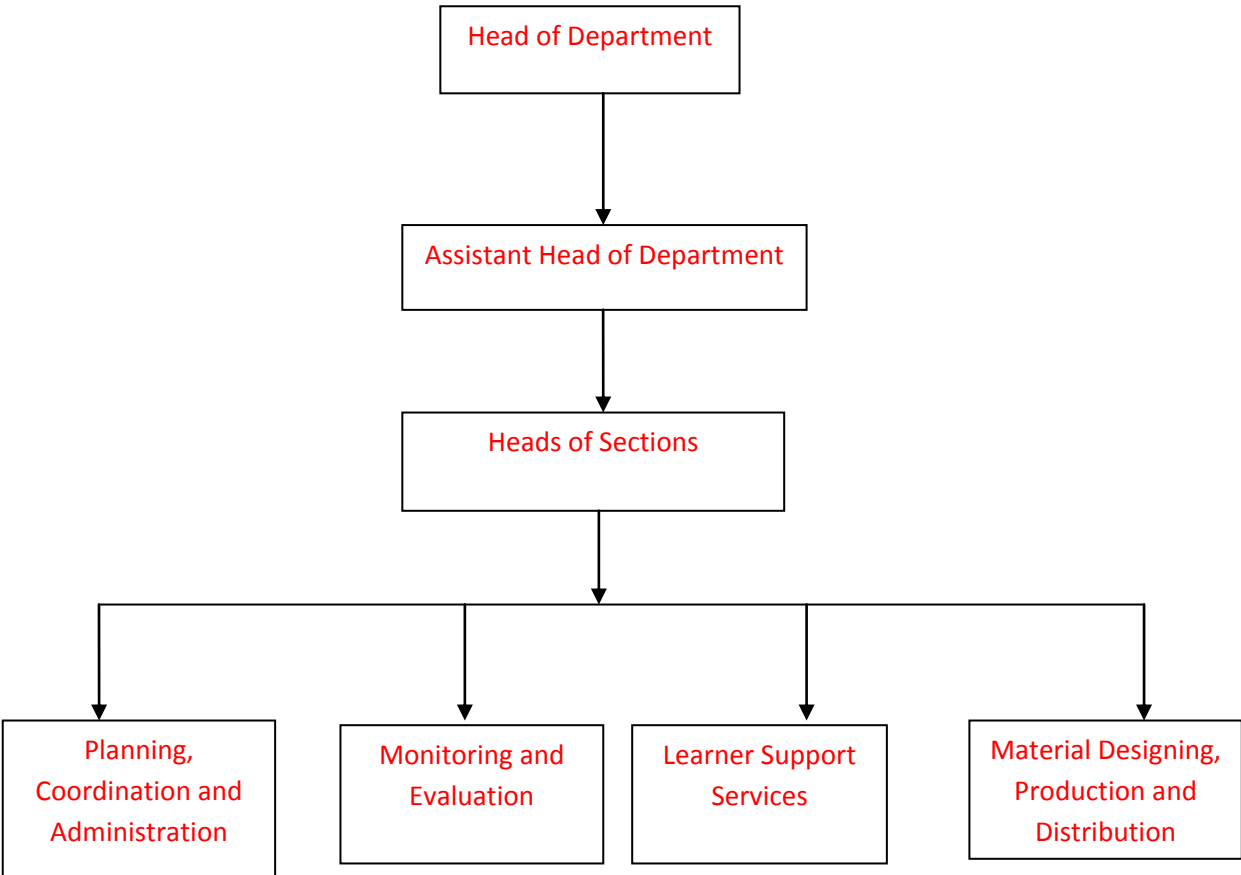 Head of Department
Assistant Head of Department
Heads of Sections
Planning,
Coordination and
Administration
Monitoring and
Evaluation
Learner Support
Services
Material Designing,
Production and
Distribution